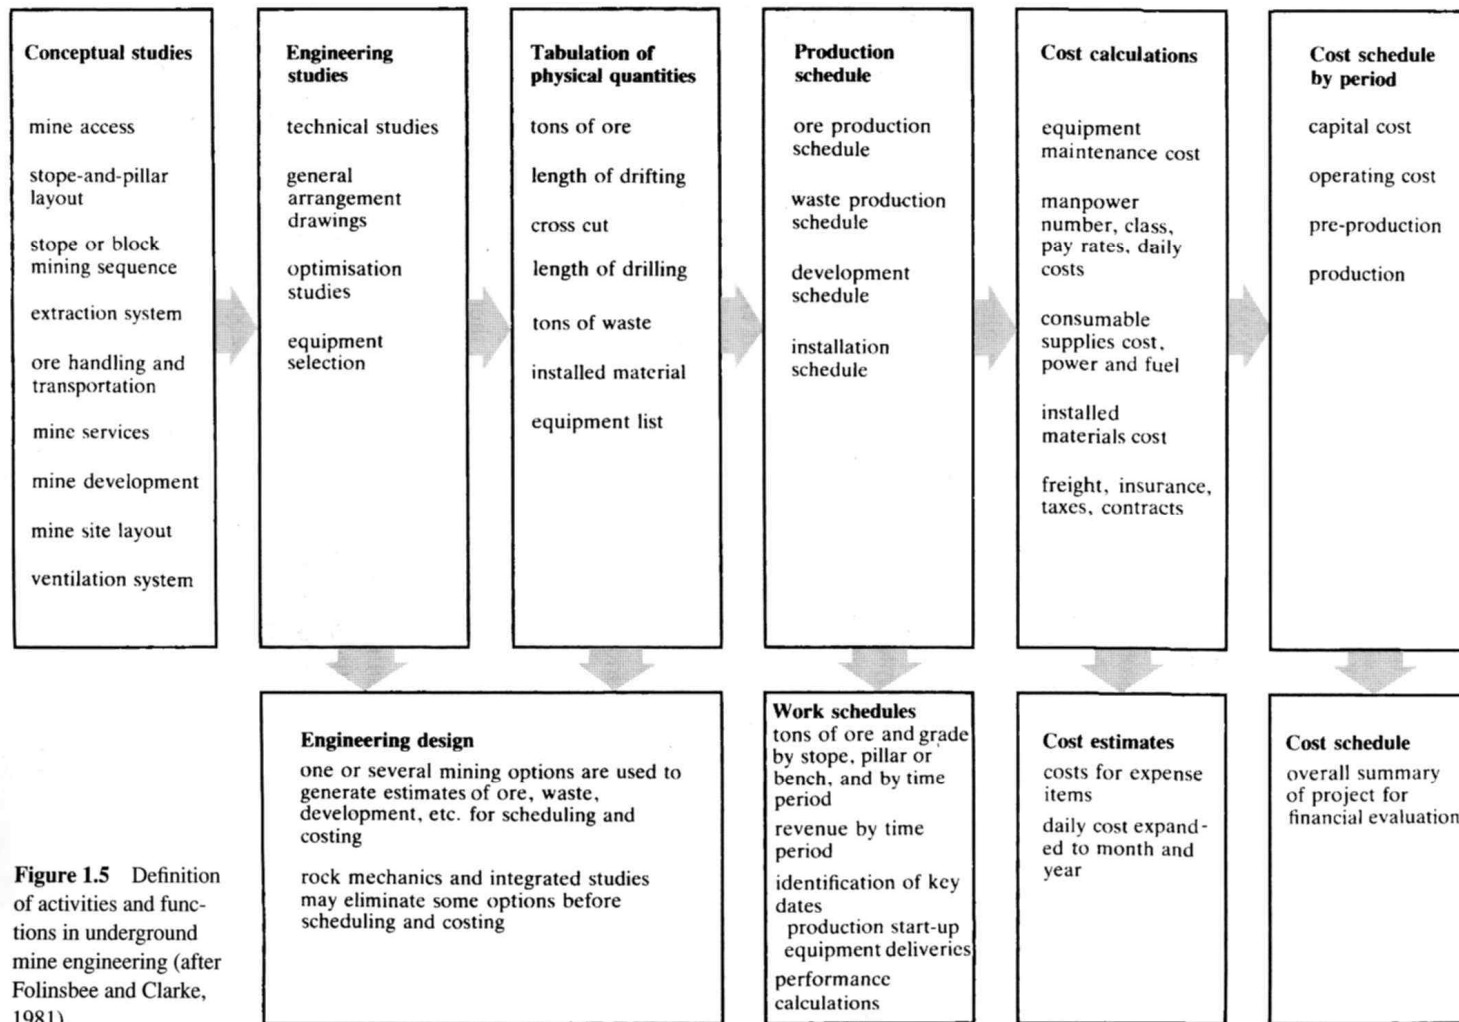 Conceptual studies
mine access
stope-and-pillar
layout
stope or block
mining sequence
extraction system
ore handling and
transportation
mine services
mine development
mine site layout
ventilation system
Engineering
studies
technical studies
general
arrangement
drawings
optimisation
studies
equipment
selection
Tabulation of
physical quantities
tons of ore
length of drifting
cross cut
length of drilling
tons of waste
installed material
equipment list
Production
schedule
ore production
schedule
waste production
schedule
development
schedule
installation
schedule
Cost calculations
equipment
maintenance cost
manpower
number, class,
pay rates, daily
costs
consumable
supplies cost,
power and fuel
installed
materials cost
freight, insurance,
taxes, contracts
Cost schedule
by period
capital cost
operating cost
pre-production
production
Engineering design
one or several mining options are used to
generate estimates of ore, waste,
development, etc. for scheduling and
costing
rock mechanics and integrated studies
may eliminate some options before
scheduling and costing
Work schedules
tons of ore and grade
by stope, pillar or
bench, and by time
period
revenue by time
period
identification of key
dates
production start-up
equipment deliveries
performance
calculations
Cost estimates
costs for expense
items
daily cost expand-
ed to month and
year
Cost schedule
overall summary
of project for
financial evaluation
Figure 1.5 Definition
of activities and func-
tions in underground
mine engineering (after
Folinsbee and Clarke,
1981)